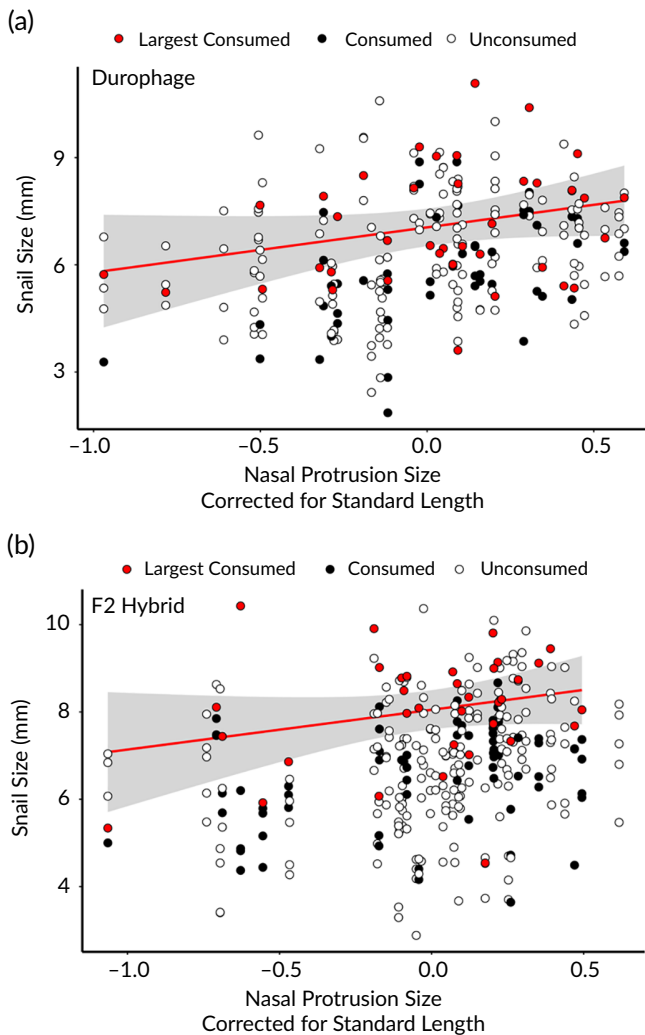 (a)
Largest Consumed Consumed Unconsumed
Durophage
9
6
3
Snail Size (mm)
−1.0 −0.5 0.0 0.5
Nasal Protrusion Size
Corrected for Standard Length
(b)
Largest Consumed Consumed Unconsumed
F2 Hybrid
10
8
6
4
Snail Size (mm)
−1.0 −0.5 0.0 0.5
Nasal Protrusion Size
Corrected for Standard Length